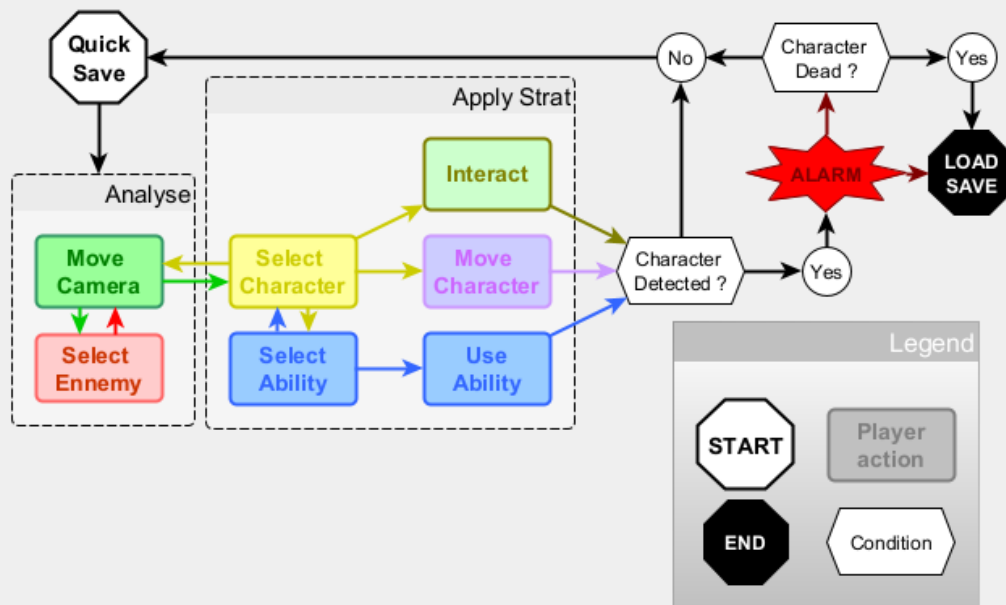 Quick
Save
No
Character
Dead ?
Yes
Apply Strat
ALARM
LOAD
SAVE
Analyse
Interact
Move
Camera
Select
Character
Move
Character
Character
Detected ?
Yes
Select
Ennemy
Select
Ability
Use
Ability
Legend
START
Player
action
END
Condition